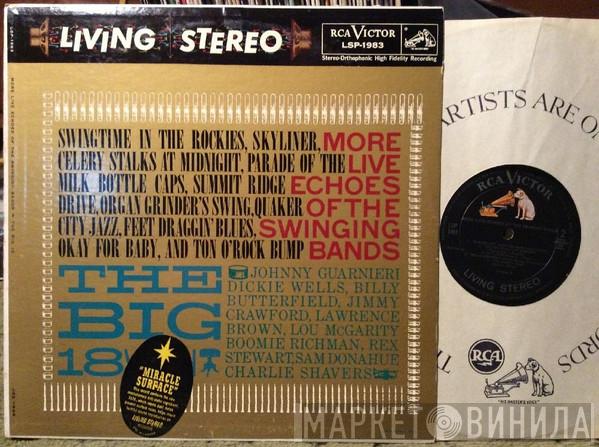 LIVING STEREO
RCA VICTOR
LSP-1983
Stereo-Orthophonic High Fidelity Recording
SWINGTIME IN THE ROCKIES, SKYLINER, MORE
CELERY STALKS AT MIDNIGHT, PARADE OF THE LIVE
MILK BOTTLE CAPS, SUMMIT RIDGE ECHOES
DRIVE, ORGAN GRINDER'S SWING, QUAKER OF THE
CITY JAZZ, FEET DRAGGIN' BLUES, SWINGING
OKAY FOR BABY, AND TON O'ROCK BUMP BANDS
THE BIG 18
JOHNNY GUARNIERI
DICKIE WELLS, BILLY
BUTTERFIELD, JIMMY
CRAWFORD, LAWRENCE
BROWN, LOU McGARITY
BOOMIE RICHMAN, REX
STEWART, SAM DONAHUE
CHARLIE SHAVERS
"MIRACLE
SURFACE"
LIVING STEREO
ARTISTS ARE O
RCA VICTOR
LIVING STEREO
RCA
"HIS MASTER'S VOICE"
TH
ORDS
МАРКЕТ ВИНИЛА